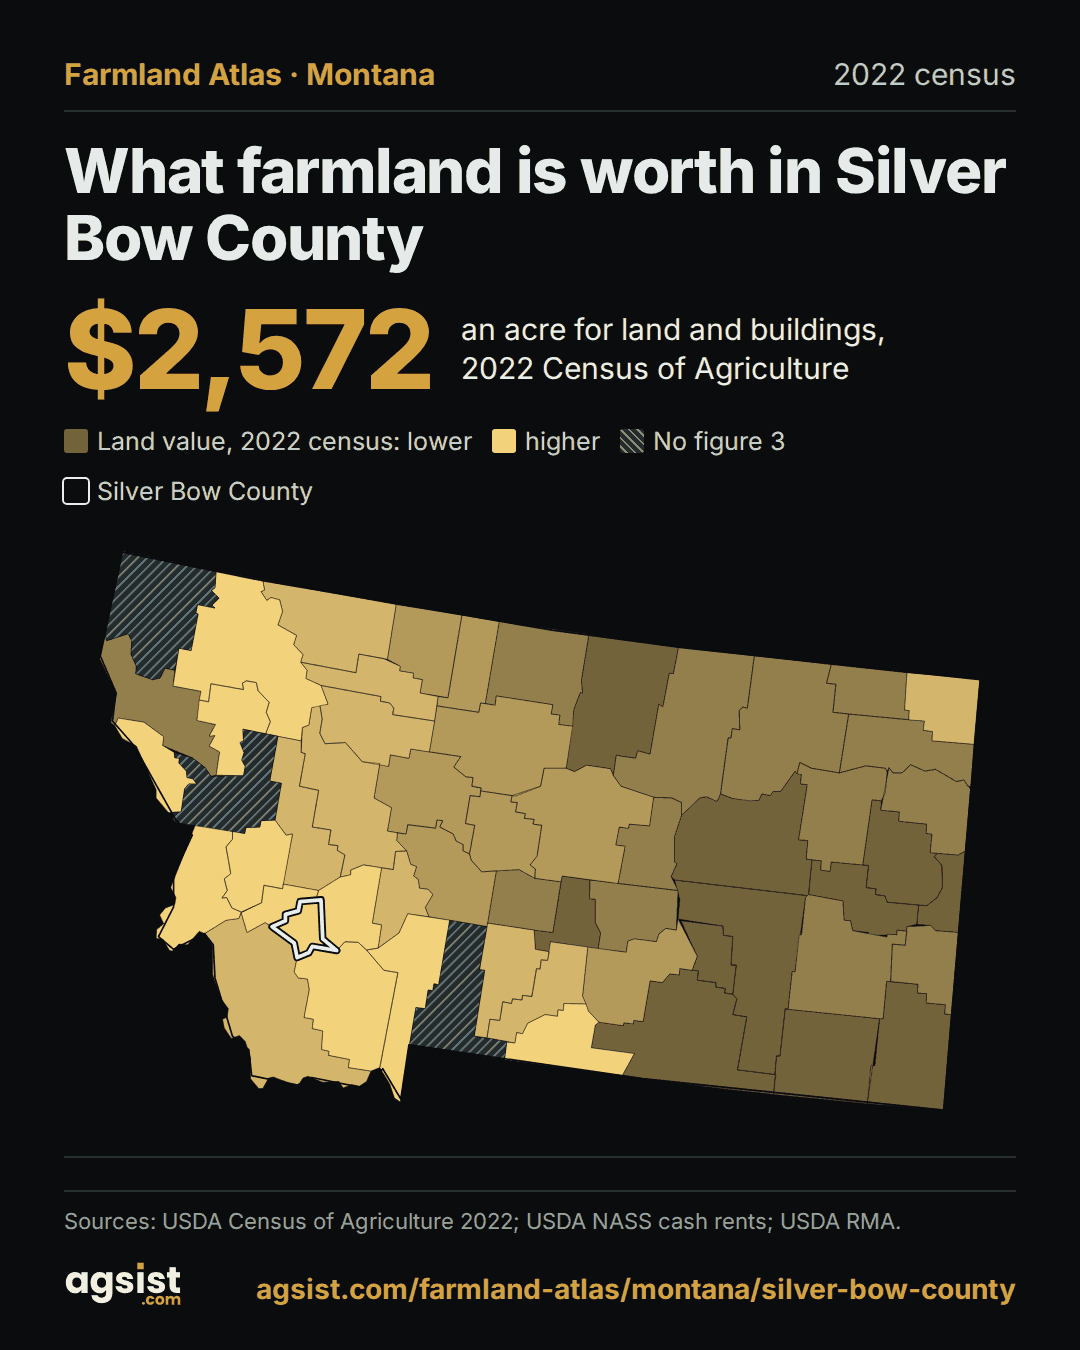 Farmland Atlas · Montana
2022 census
What farmland is worth in Silver
Bow County
$2,572
an acre for land and buildings,
2022 Census of Agriculture
Land value, 2022 census: lower
higher
No figure 3
Silver Bow County
Sources: USDA Census of Agriculture 2022; USDA NASS cash rents; USDA RMA.
agsist
.com
agsist.com/farmland-atlas/montana/silver-bow-county